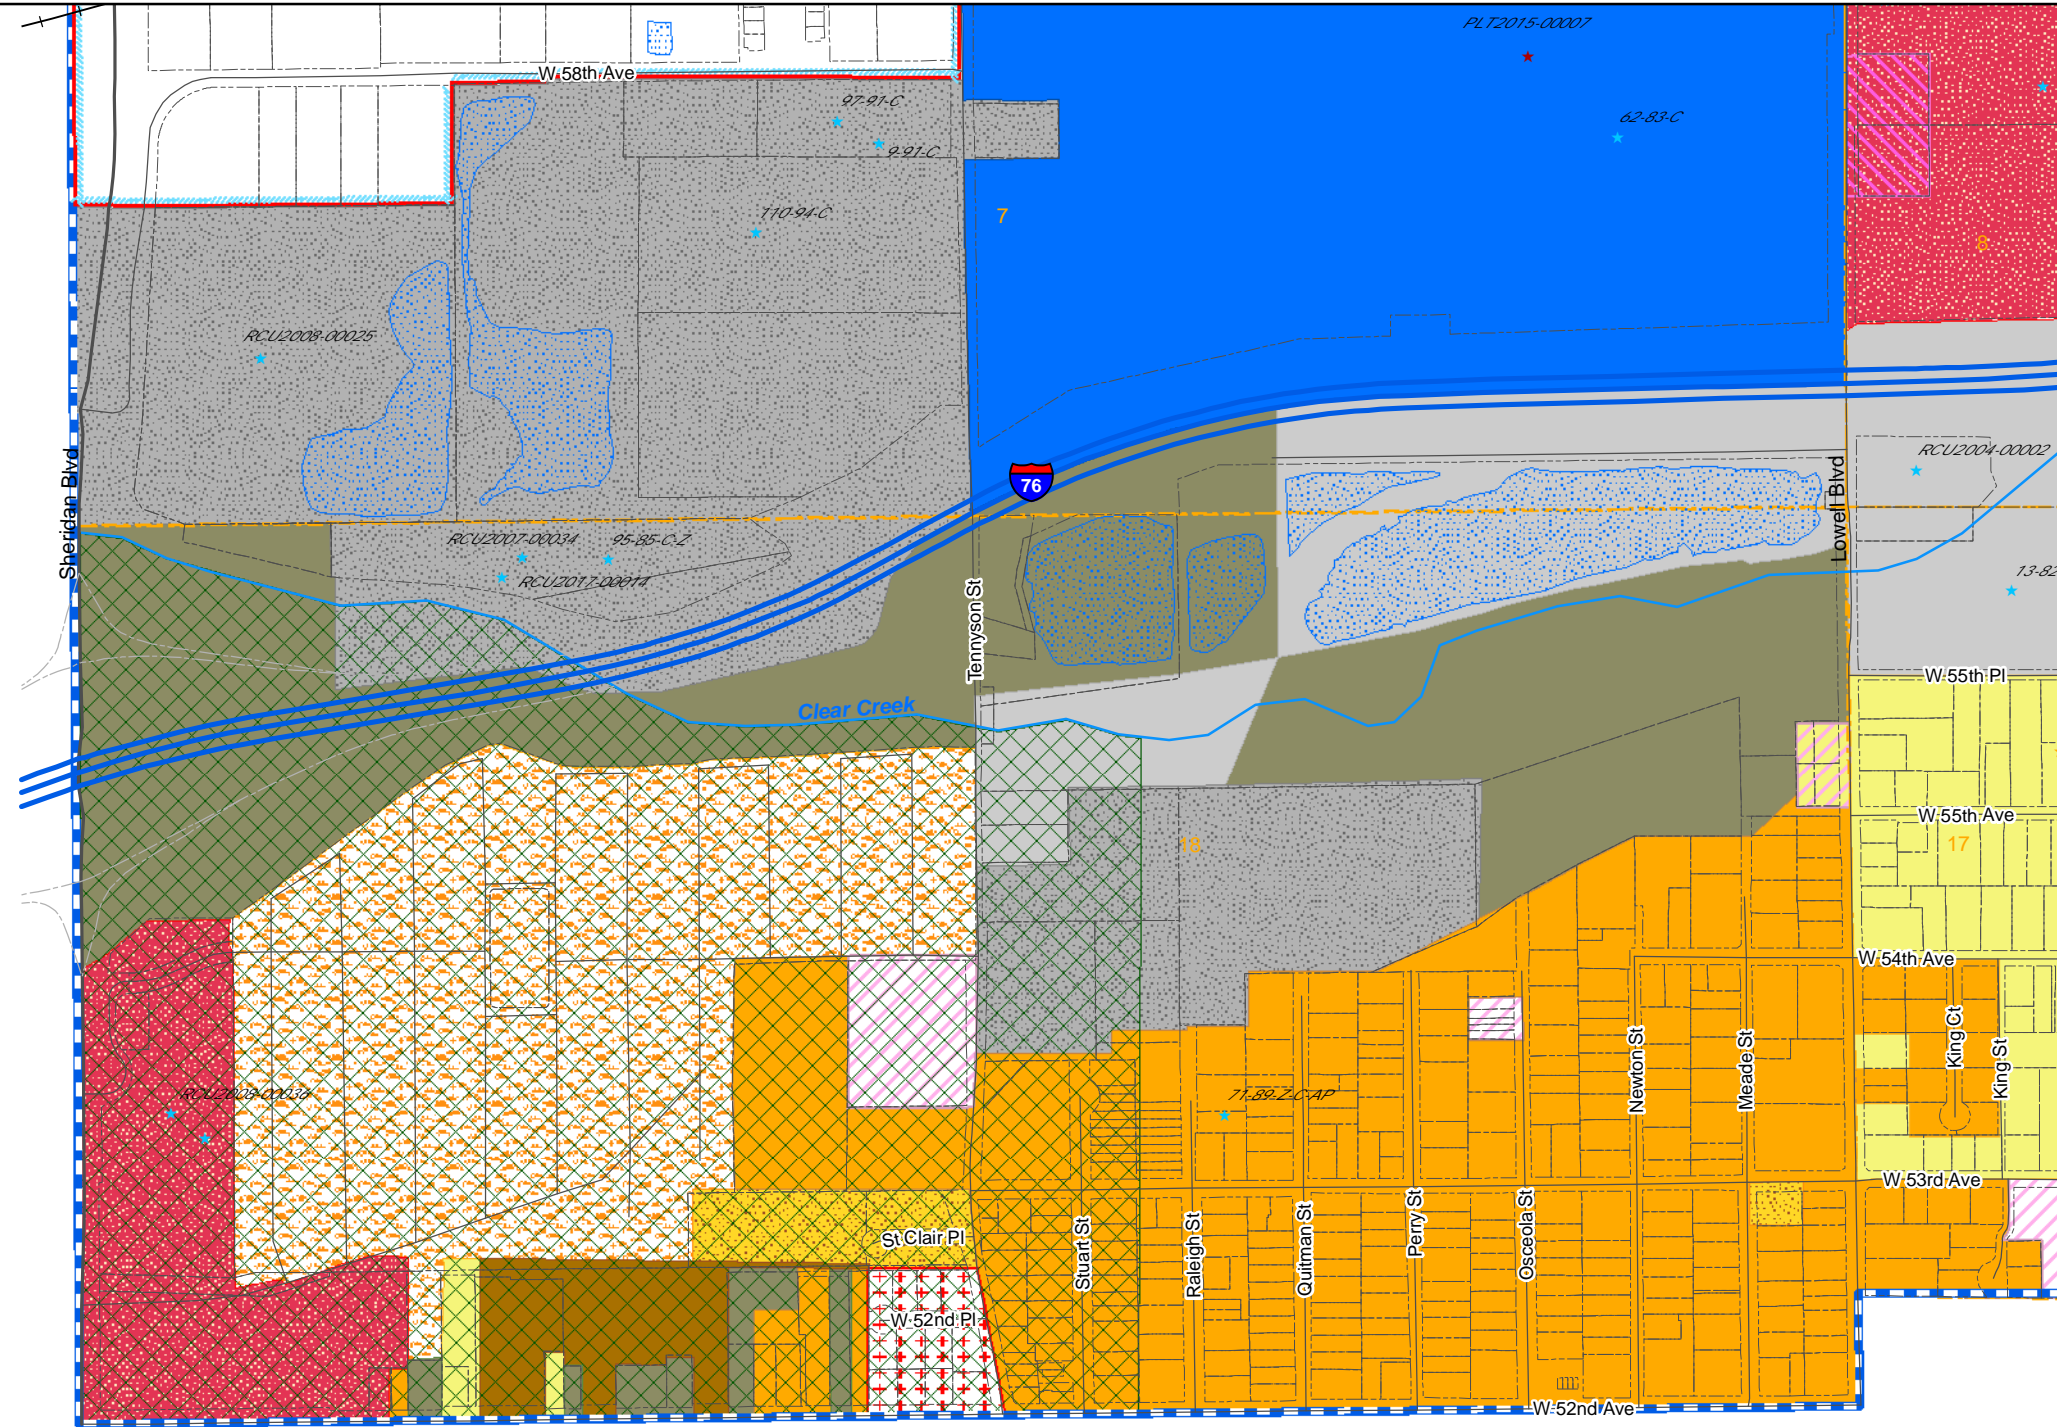 PLT2015-00007
W 58th Ave
97-91-C
62-83-C
9-91-C
110-94-C
7
8
RCU2008-00025
Sheridan Blvd
76
RCU2004-00002
Lowell Blvd
RCU2007-00034
95-85-C-Z
RCU2017-00014
13-82
Tennyson St
W 55th Pl
Clear Creek
W 55th Ave
18
17
W 54th Ave
King Ct
King St
Newton St
Meade St
RCU2008-00036
71-89-Z-C-AP
W 53rd Ave
St Clair Pl
Stuart St
Raleigh St
Quitman St
Perry St
Osceola St
W 52nd Pl
W 52nd Ave